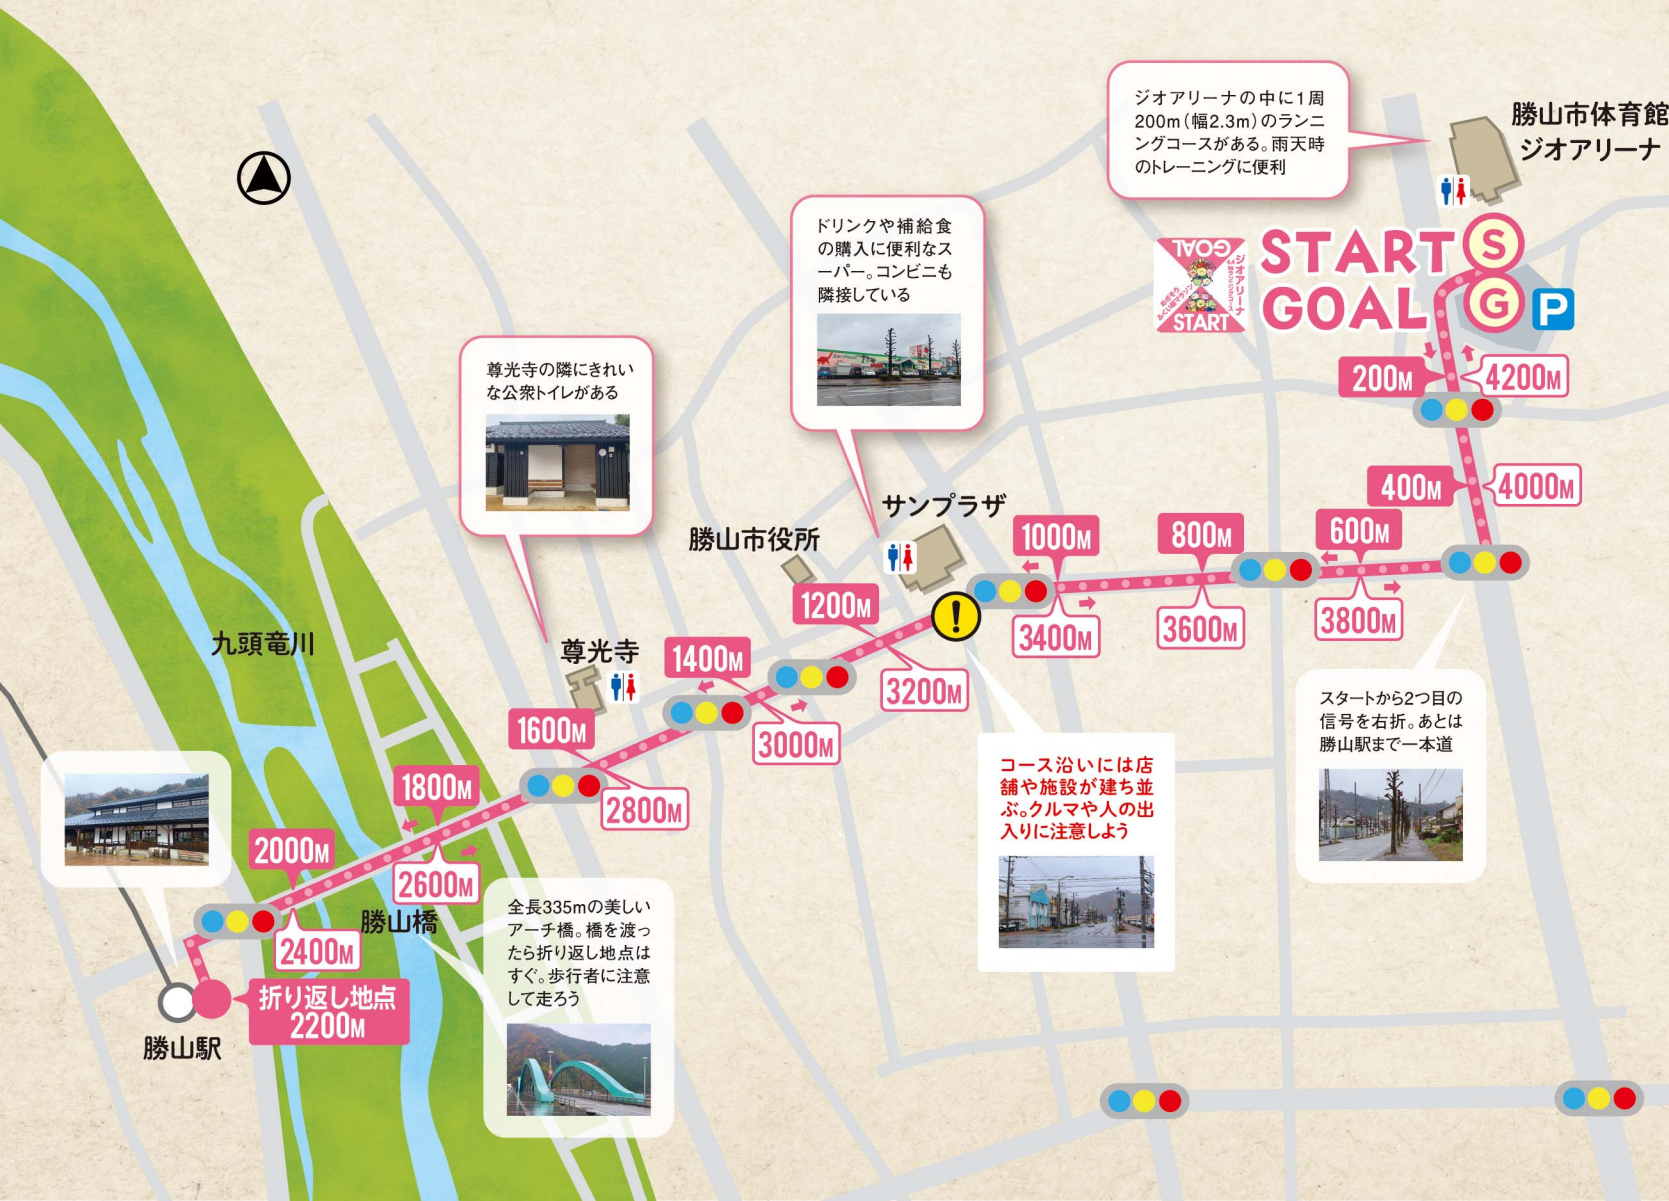 ジオアリーナの中に1周
200m(幅2.3m)のランニ
ングコースがある。雨天時
のトレーニングに便利
勝山市体育館
ジオアリーナ
START S
GOAL G
P
GOAL
ジオアリーナ
START
ドリンクや補給食
の購入に便利なス
ーパー。コンビニも
隣接している
尊光寺の隣にきれい
な公衆トイレがある
200M
4200M
400M
4000M
サンプラザ
勝山市役所
1000M
800M
600M
3400M
3600M
3800M
1200M
!
3200M
九頭竜川
尊光寺
1400M
3000M
1600M
2800M
1800M
2600M
2000M
2400M
勝山橋
折り返し地点
2200M
勝山駅
スタートから2つ目の
信号を右折。あとは
勝山駅まで一本道
コース沿いには店
舗や施設が建ち並
ぶ。クルマや人の出
入りに注意しよう
全長335mの美しい
アーチ橋。橋を渡っ
たら折り返し地点は
すぐ。歩行者に注意
して走ろう